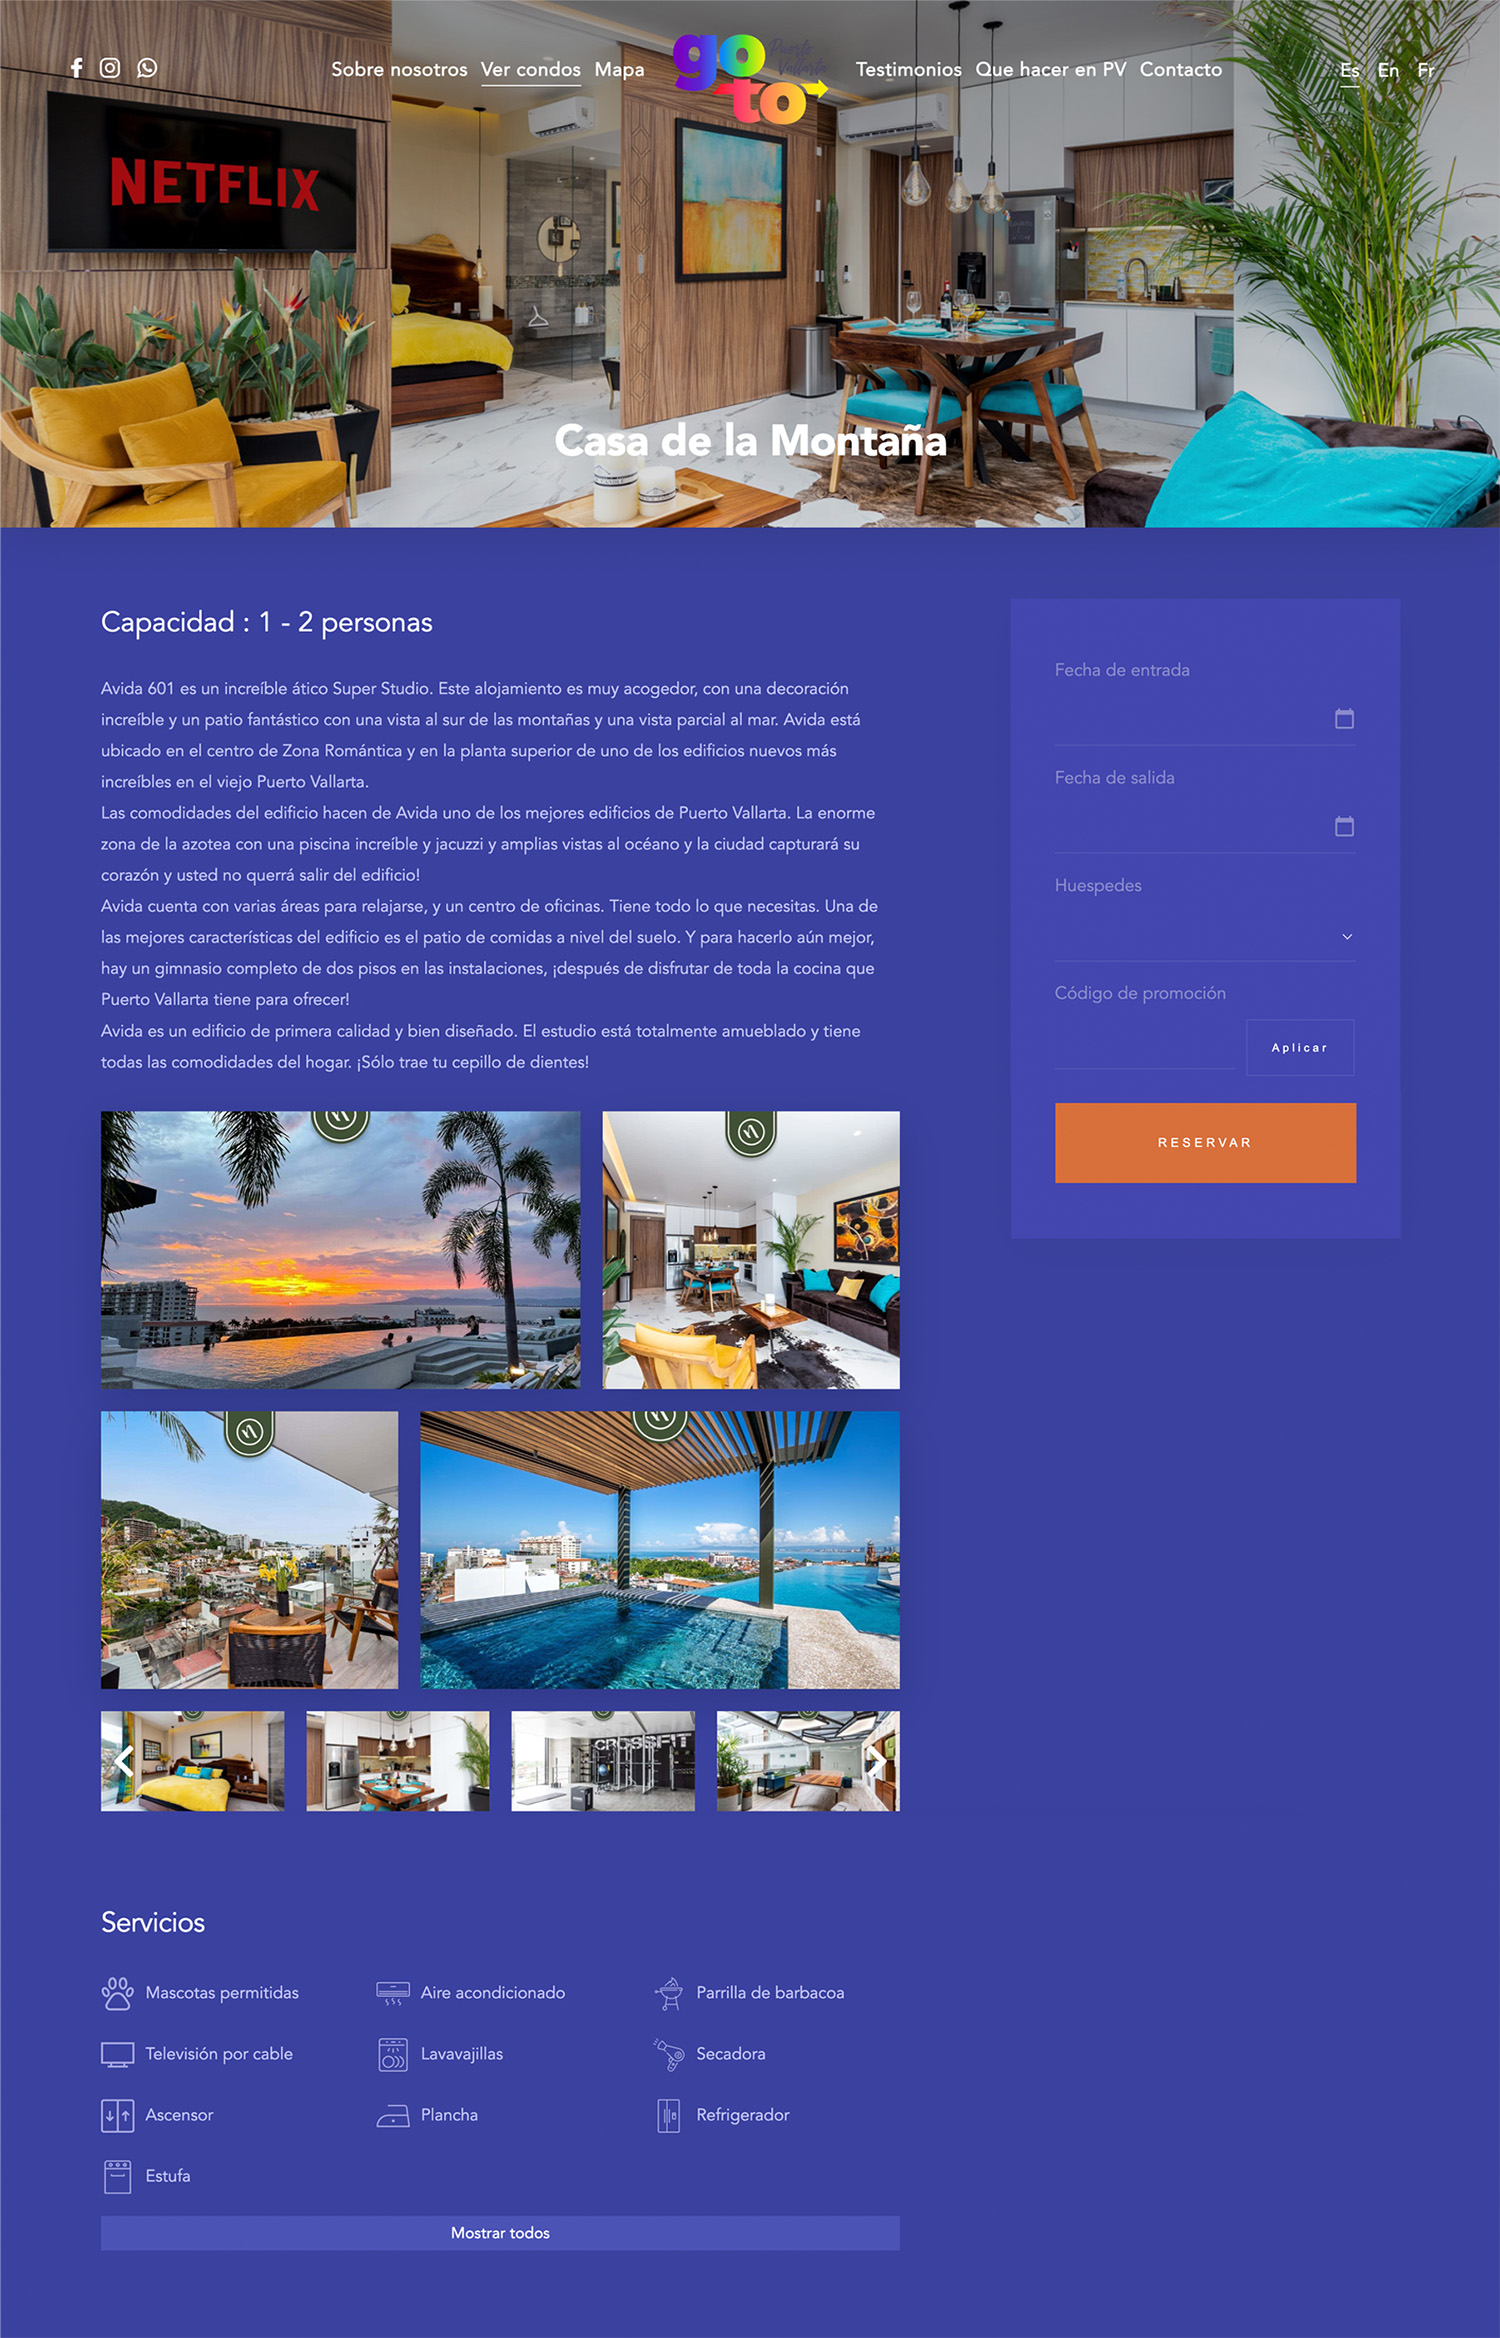 Sobre nosotros Ver condos Mapa
go
to
Puerto
Vallarta
Testimonios Que hacer en PV Contacto
Es En Fr
NETFLIX
Casa de la Montaña
Capacidad : 1 - 2 personas
Avida 601 es un increíble ático Super Studio. Este alojamiento es muy acogedor, con una decoración
increíble y un patio fantástico con una vista al sur de las montañas y una vista parcial al mar. Avida está
ubicado en el centro de Zona Romántica y en la planta superior de uno de los edificios nuevos más
increíbles en el viejo Puerto Vallarta.
Las comodidades del edificio hacen de Avida uno de los mejores edificios de Puerto Vallarta. La enorme
zona de la azotea con una piscina increíble y jacuzzi y amplias vistas al océano y la ciudad capturará su
corazón y usted no querrá salir del edificio!
Avida cuenta con varias áreas para relajarse, y un centro de oficinas. Tiene todo lo que necesitas. Una de
las mejores características del edificio es el patio de comidas a nivel del suelo. Y para hacerlo aún mejor,
hay un gimnasio completo de dos pisos en las instalaciones, ¡después de disfrutar de toda la cocina que
Puerto Vallarta tiene para ofrecer!
Avida es un edificio de primera calidad y bien diseñado. El estudio está totalmente amueblado y tiene
todas las comodidades del hogar. ¡Sólo trae tu cepillo de dientes!
Fecha de entrada
Fecha de salida
Huespedes
Código de promoción
Aplicar
RESERVAR
CROSSFIT
Servicios
Mascotas permitidas
Aire acondicionado
Parrilla de barbacoa
Televisión por cable
Lavavajillas
Secadora
Ascensor
Plancha
Refrigerador
Estufa
Mostrar todos